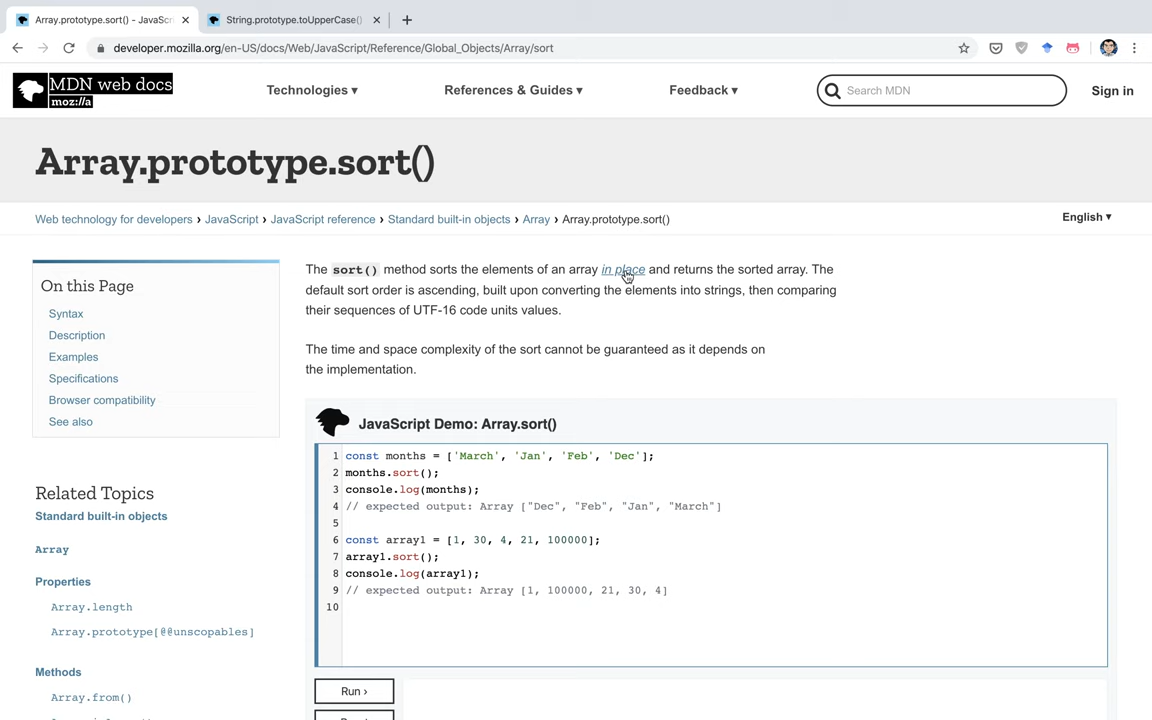 Array.prototype.sort() - JavaScri
String.prototype.toUpperCase()
developer.mozilla.org/en-US/docs/Web/JavaScript/Reference/Global_Objects/Array/sort
MDN web docs
moz://a
Technologies ▾
References & Guides ▾
Feedback ▾
Search MDN
Sign in
Array.prototype.sort()
Web technology for developers › JavaScript › JavaScript reference › Standard built-in objects › Array › Array.prototype.sort()
English ▾
On this Page
Syntax
Description
Examples
Specifications
Browser compatibility
See also
Related Topics
Standard built-in objects
Array
Properties
Array.length
Array.prototype[@@unscopables]
Methods
Array.from()
The sort() method sorts the elements of an array in place and returns the sorted array. The
default sort order is ascending, built upon converting the elements into strings, then comparing
their sequences of UTF-16 code units values.
The time and space complexity of the sort cannot be guaranteed as it depends on
the implementation.
JavaScript Demo: Array.sort()
1 const months = ['March', 'Jan', 'Feb', 'Dec'];
2 months.sort();
3 console.log(months);
4 // expected output: Array ["Dec", "Feb", "Jan", "March"]
5
6 const array1 = [1, 30, 4, 21, 100000];
7 array1.sort();
8 console.log(array1);
9 // expected output: Array [1, 100000, 21, 30, 4]
10
Run ›